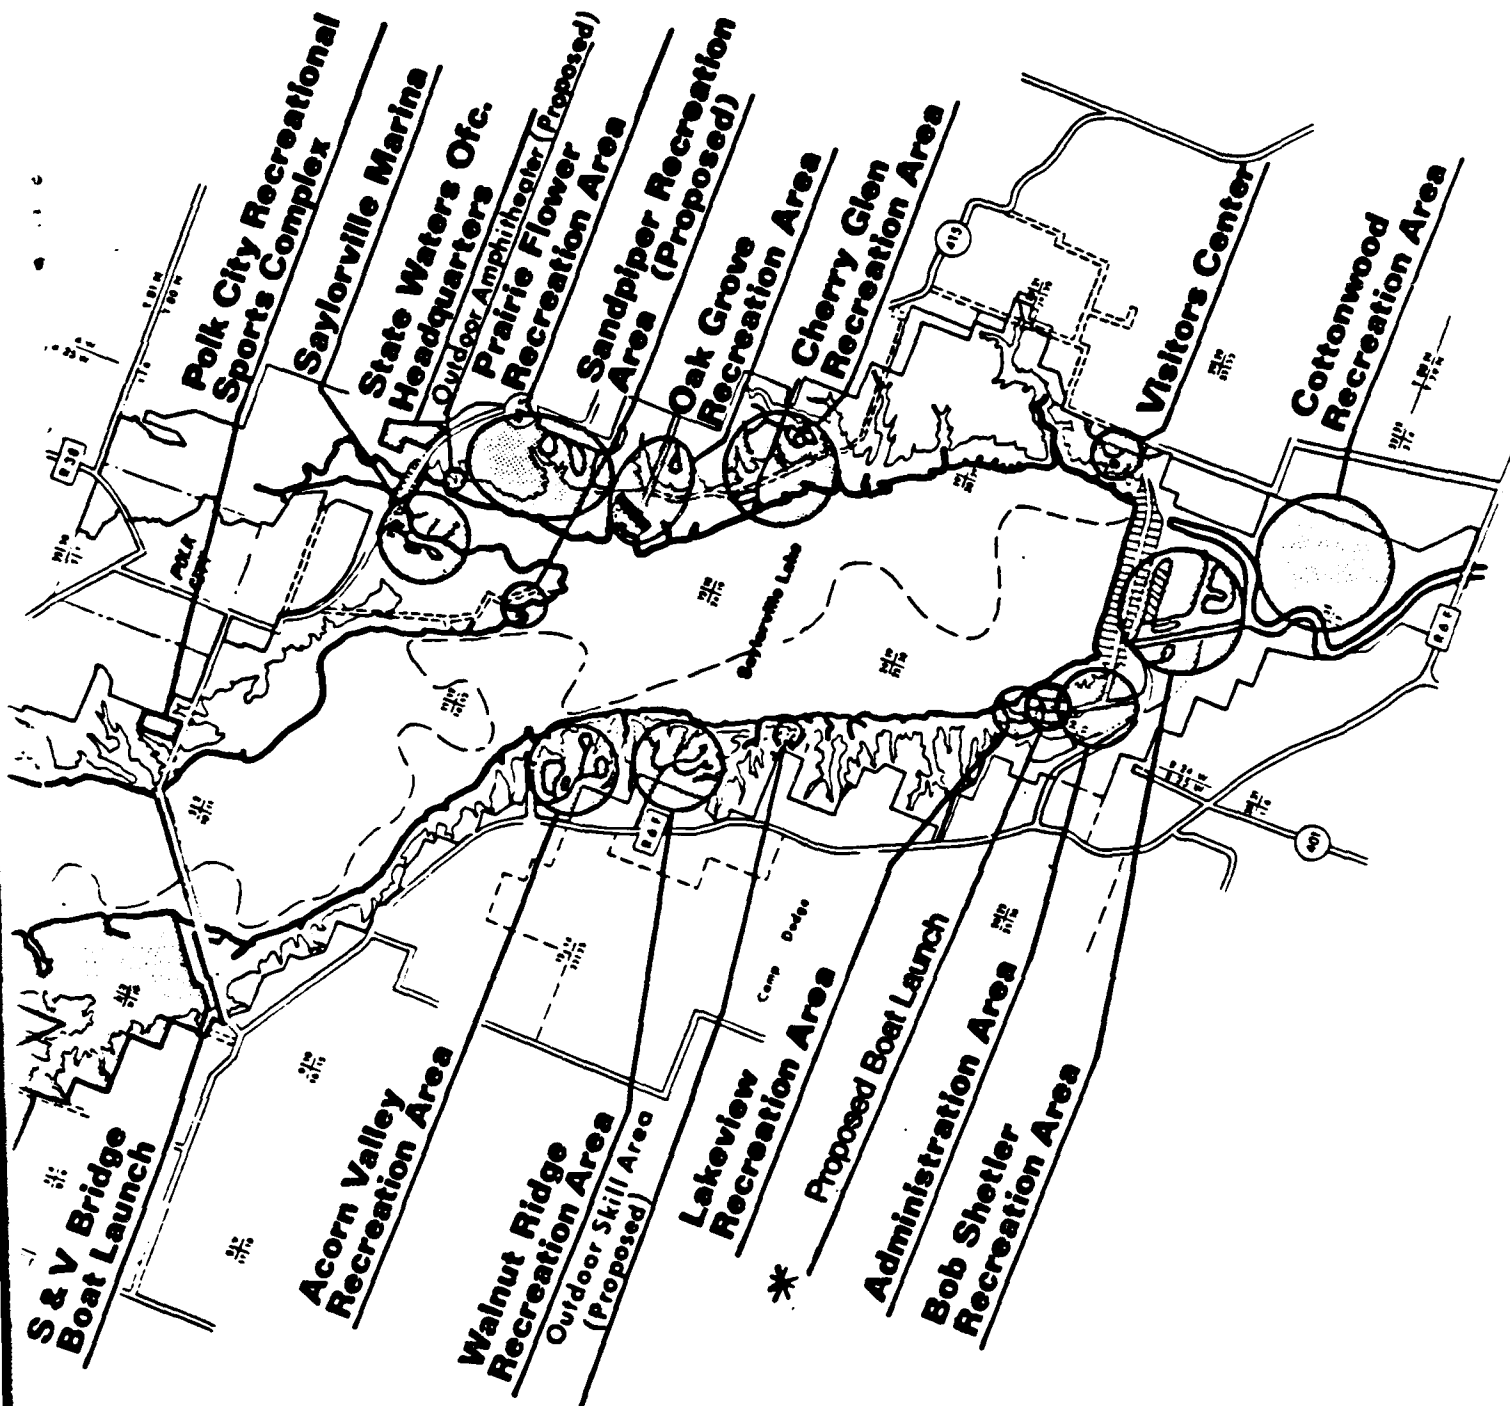 Polk City Recreational
Sports Complex
Saylorville Marina
State Waters Ofc.
Headquarters
Outdoor Amphitheater (Proposed)
Prairie Flower
Recreation Area
Sandpiper Recreation
Area (Proposed)
Oak Grove
Recreation Area
Cherry Glen
Recreation Area
Visitors Center
Cottonwood
Recreation Area
415
POLK
CITY
Saylorville Lake
R 6 F
R 6 F
401
Camp Dodge
S & V Bridge
Boat Launch
Acorn Valley
Recreation Area
Walnut Ridge
Recreation Area
Outdoor Skill Area
(Proposed)
Lakeview
Recreation Area
* Proposed Boat Launch
Administration Area
Bob Shetler
Recreation Area